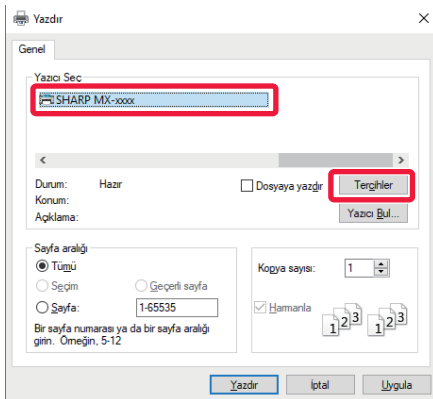 Yazdır
Genel
Yazıcı Seç
SHARP MX-xxxx
Durum: Hazır
Dosyaya yazdır
Tercihler
Konum:
Açıklama:
Yazıcı Bul...
Sayfa aralığı
Tümü
Seçim
Geçerli sayfa
Sayfa: 1-65535
Bir sayfa numarası ya da bir sayfa aralığı
girin. Örneğin, 5-12
Kopya sayısı: 1
Harmanla
1 2 3 1 2 3
Yazdır
İptal
Uygula